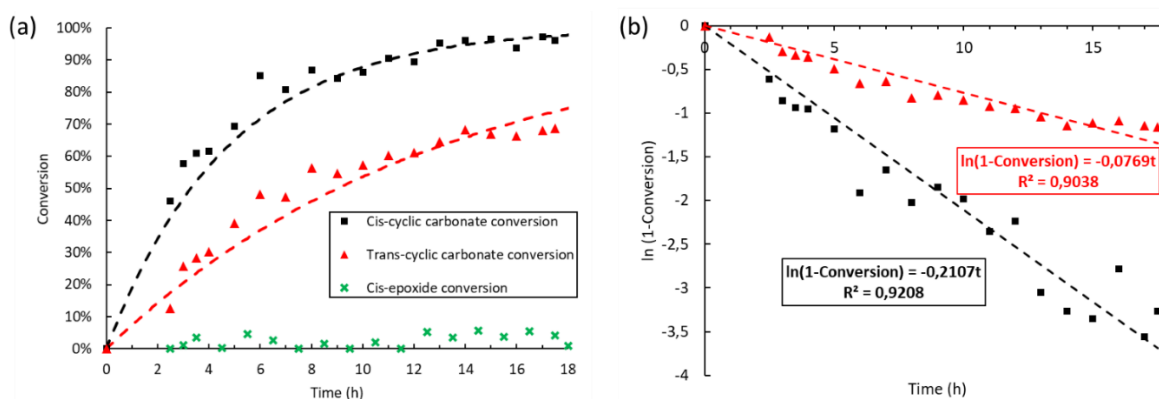 (a)
100%
90%
80%
70%
60%
50%
40%
30%
20%
10%
0%
Conversion
Cis-cyclic carbonate conversion
Trans-cyclic carbonate conversion
Cis-epoxide conversion
0 2 4 6 8 10 12 14 16 18
Time (h)
(b)
0
-0,5
-1
-1,5
-2
-2,5
-3
-3,5
-4
ln (1-Conversion)
0 5 10 15
ln(1-Conversion) = -0,0769t
R² = 0,9038
ln(1-Conversion) = -0,2107t
R² = 0,9208
Time (h)